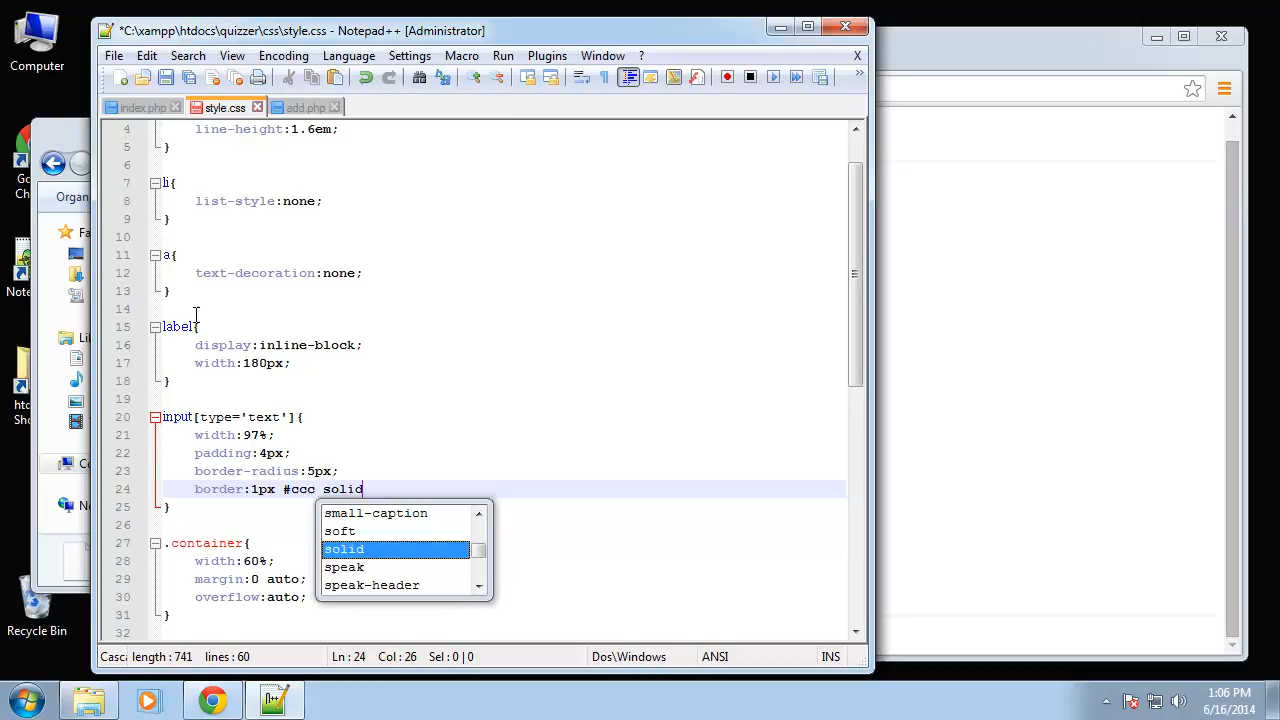 Computer
*C:\xampp\htdocs\quizzer\css\style.css - Notepad++ [Administrator]
File Edit Search View Encoding Language Settings Macro Run Plugins Window ? X
index.php style.css add.php
4 line-height:1.6em;
5 }
6
7 li{
8 list-style:none;
9 }
10
11 a{
12 text-decoration:none;
13 }
14
15 label{
16 display:inline-block;
17 width:180px;
18 }
19
20 input[type='text']{
21 width:97%;
22 padding:4px;
23 border-radius:5px;
24 border:1px #ccc solid
25 }
26
27 .container{
28 width:60%;
29 margin:0 auto;
30 overflow:auto;
31 }
32
small-caption
soft
solid
speak
speak-header
Casca length : 741 lines : 60 Ln : 24 Col : 26 Sel : 0 | 0 Dos\Windows ANSI INS
Go
Ch
Organ
Fa
Note
Lil
htd
Sho
Co
Ne
Recycle Bin
1:06 PM
6/16/2014